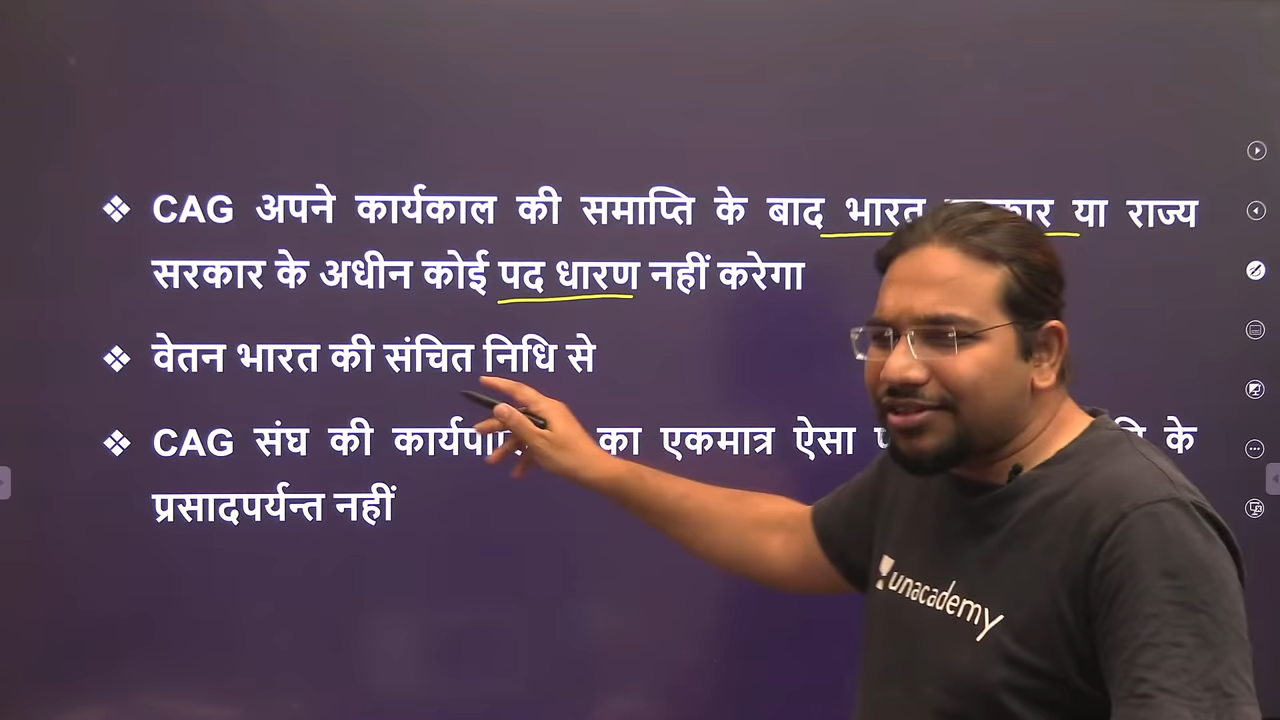 ❖ CAG अपने कार्यकाल की समाप्ति के बाद भारत या राज्य
सरकार के अधीन कोई पद धारण नहीं करेगा
❖ वेतन भारत की संचित निधि से
❖ CAG संघ की का एकमात्र ऐसा के
प्रसादपर्यन्त नहीं
unacademy